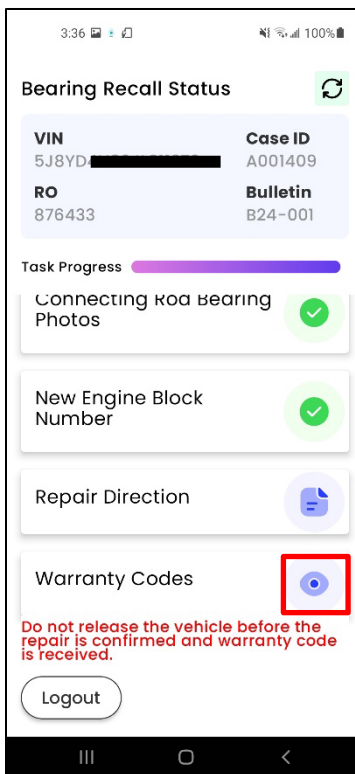 3:36 100%
Bearing Recall Status
VIN Case ID
5J8YD A001409
RO Bulletin
876433 B24-001
Task Progress
Connecting Rod Bearing
Photos
New Engine Block
Number
Repair Direction
Warranty Codes
Do not release the vehicle before the
repair is confirmed and warranty code
is received.
Logout